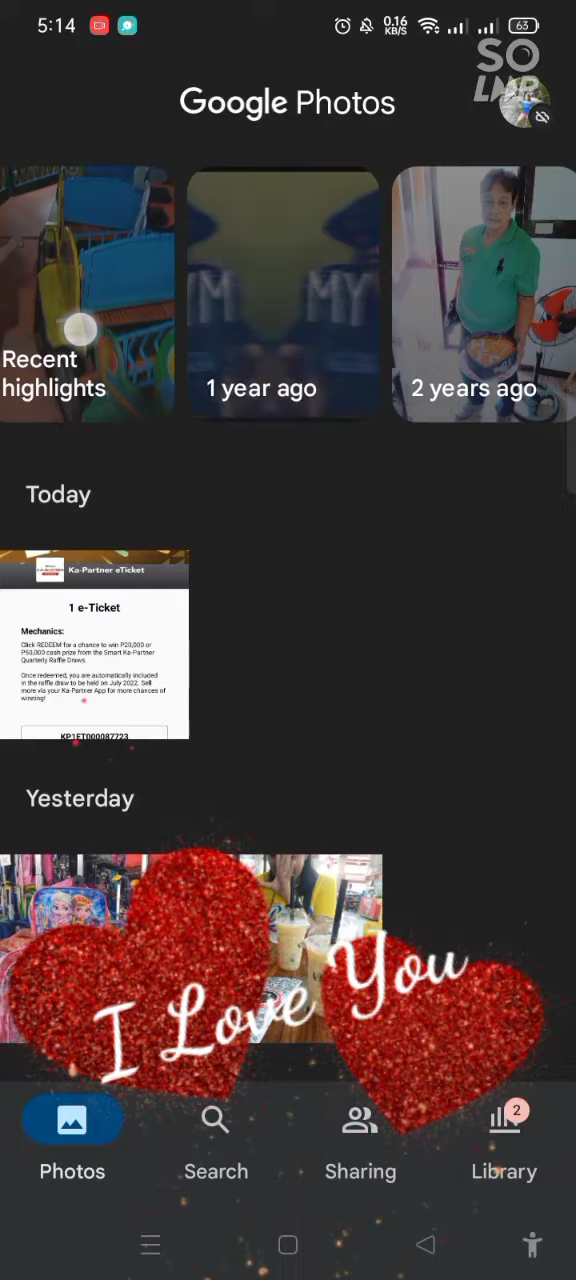 5:14
0.16
KB/S
63
SO
LMP
Google Photos
Recent
highlights
1 year ago
2 years ago
M MY
Today
Ka-Partner eTicket
1 e-Ticket
Mechanics:
Click REDEEM for a chance to win P20,000 or
P50,000 cash prize from the Smart Ka-Partner
Quarterly Raffle Draws.
Once redeemed, you are automatically included
in the raffle draw to be held on July 2022. Sell
more via your Ka-Partner App for more chances of
winning!
KP1ET000087723
Yesterday
I Love You
2
Photos
Search
Sharing
Library